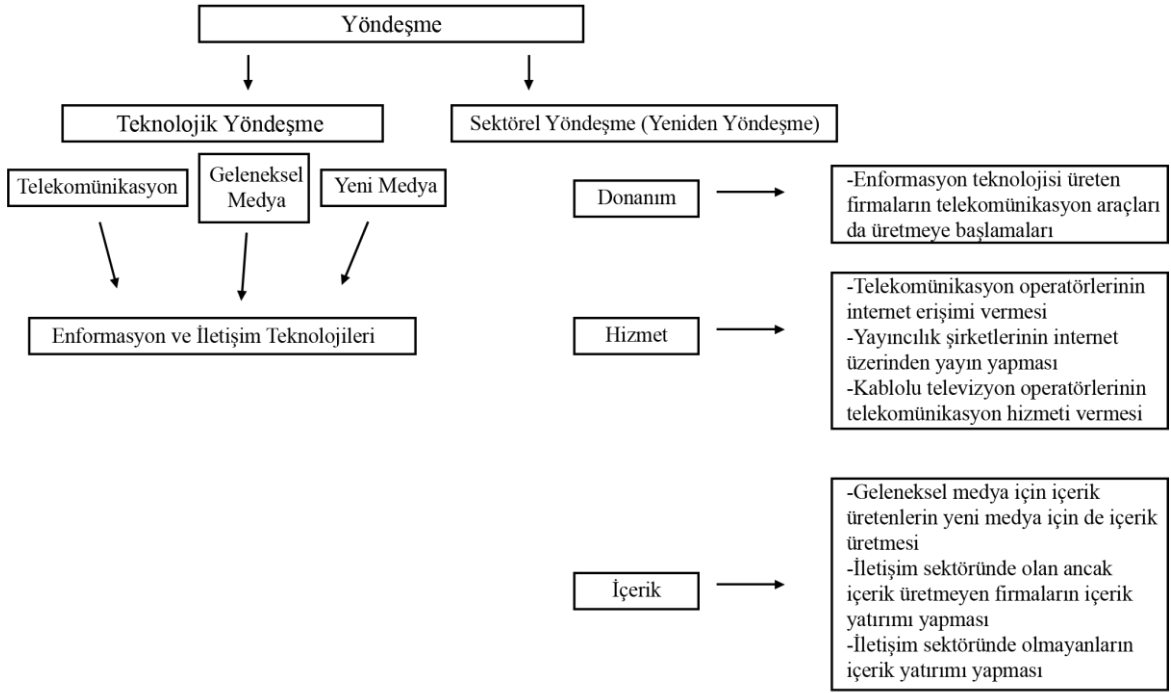 Yöndeşme
Teknolojik Yöndeşme
Sektörel Yöndeşme (Yeniden Yöndeşme)
Telekomünikasyon
Geleneksel
Medya
Yeni Medya
Enformasyon ve İletişim Teknolojileri
Donanım
-Enformasyon teknolojisi üreten
firmaların telekomünikasyon araçları
da üretmeye başlamaları
Hizmet
-Telekomünikasyon operatörlerinin
internet erişimi vermesi
-Yayıncılık şirketlerinin internet
üzerinden yayın yapması
-Kablolu televizyon operatörlerinin
telekomünikasyon hizmeti vermesi
İçerik
-Geleneksel medya için içerik
üretenlerin yeni medya için de içerik
üretmesi
-İletişim sektöründe olan ancak
içerik üretmeyen firmaların içerik
yatırımı yapması
-İletişim sektöründe olmayanların
içerik yatırımı yapması